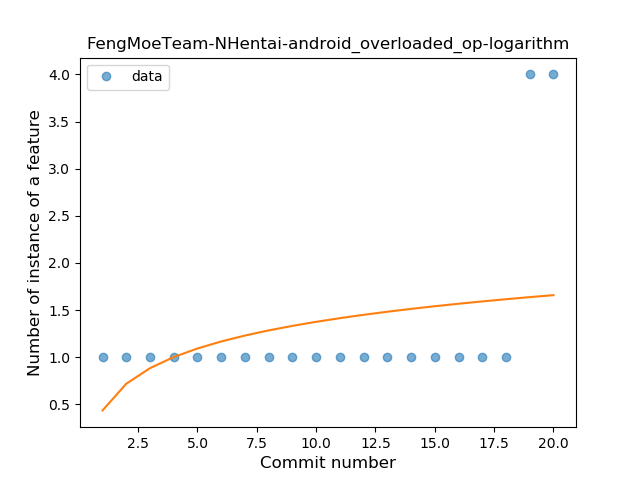 FengMoeTeam-NHentai-android_overloaded_op-logarithm
data
Number of instance of a feature
4.0
3.5
3.0
2.5
2.0
1.5
1.0
0.5
2.5 5.0 7.5 10.0 12.5 15.0 17.5 20.0
Commit number